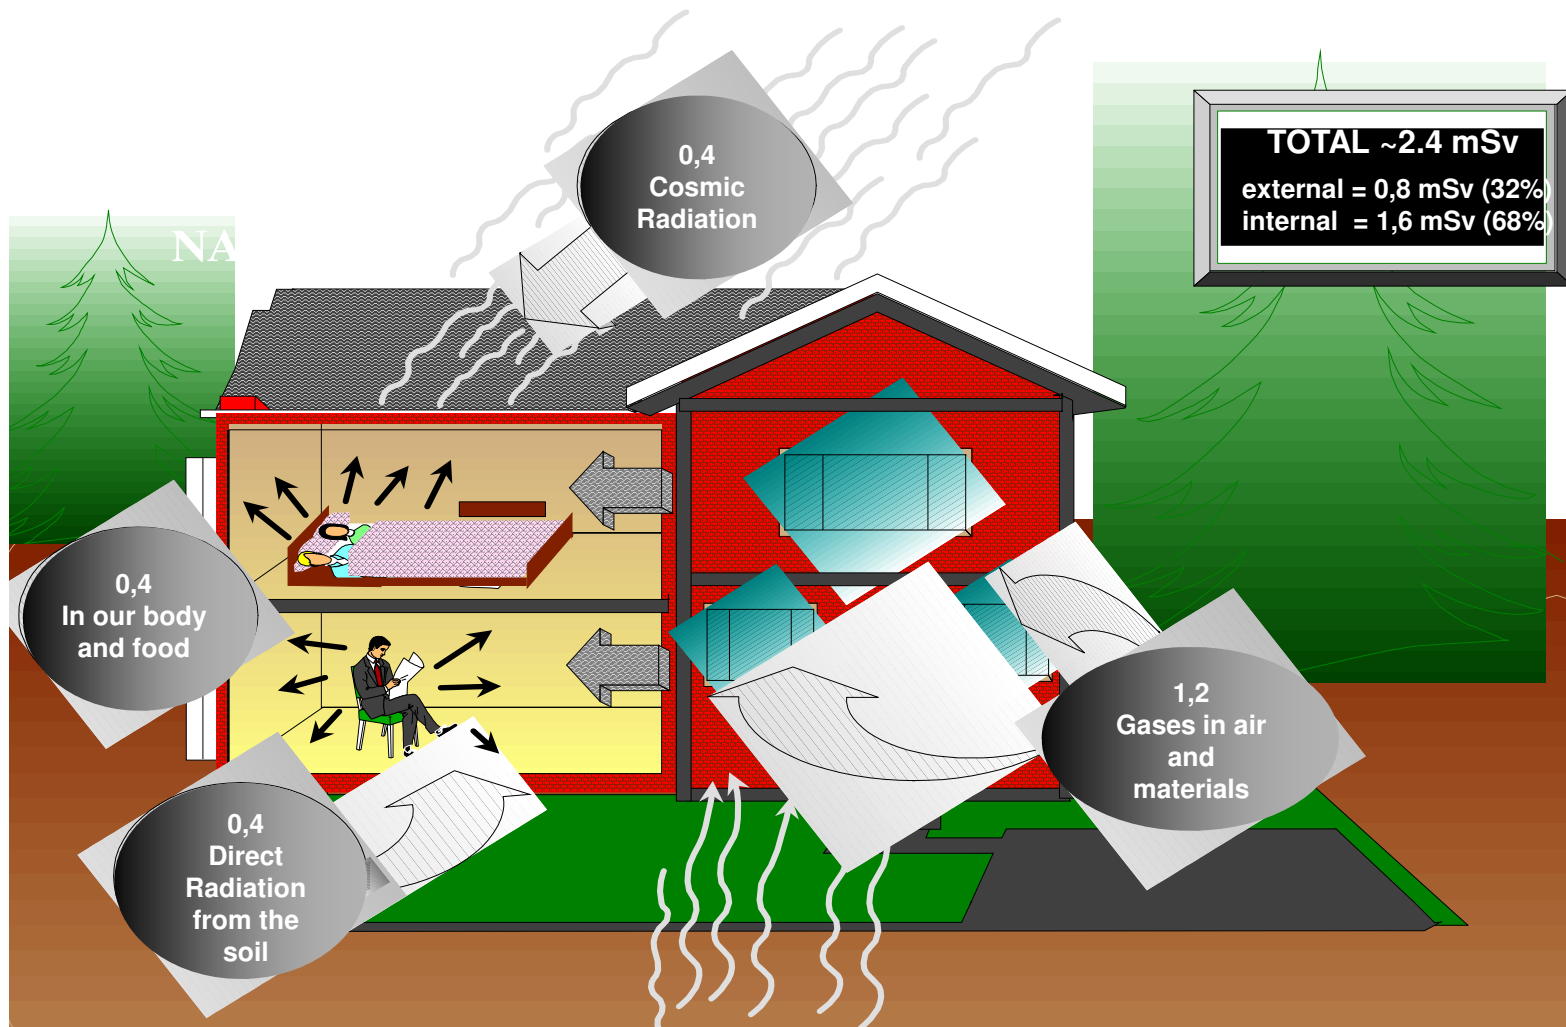 NA
0,4
Cosmic
Radiation
TOTAL ~2.4 mSv
external = 0,8 mSv (32%)
internal = 1,6 mSv (68%)
0,4
In our body
and food
1,2
Gases in air
and
materials
0,4
Direct
Radiation
from the
soil